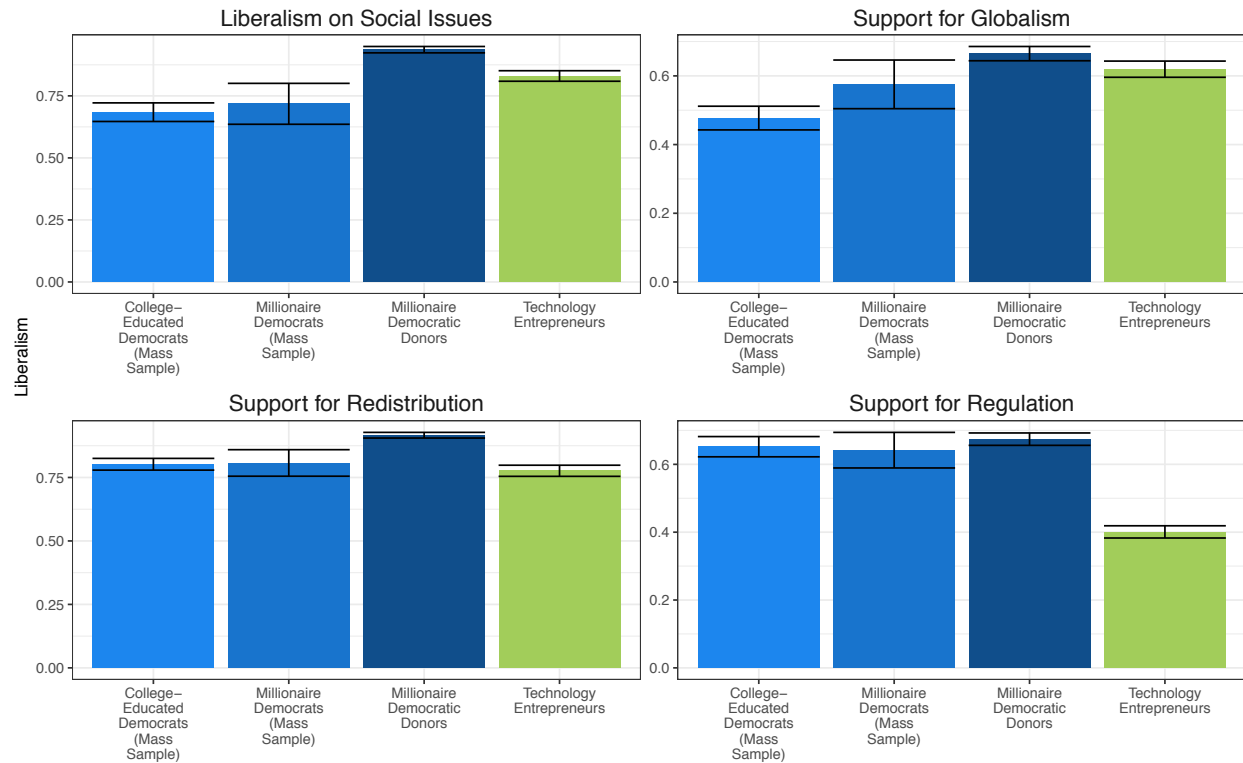 Liberalism on Social Issues
0.75
0.50
0.25
0.00
College–
Educated
Democrats
(Mass
Sample)
Millionaire
Democrats
(Mass
Sample)
Millionaire
Democratic
Donors
Technology
Entrepreneurs
Support for Globalism
0.6
0.4
0.2
0.0
College–
Educated
Democrats
(Mass
Sample)
Millionaire
Democrats
(Mass
Sample)
Millionaire
Democratic
Donors
Technology
Entrepreneurs
Liberalism
Support for Redistribution
0.75
0.50
0.25
0.00
College–
Educated
Democrats
(Mass
Sample)
Millionaire
Democrats
(Mass
Sample)
Millionaire
Democratic
Donors
Technology
Entrepreneurs
Support for Regulation
0.6
0.4
0.2
0.0
College–
Educated
Democrats
(Mass
Sample)
Millionaire
Democrats
(Mass
Sample)
Millionaire
Democratic
Donors
Technology
Entrepreneurs